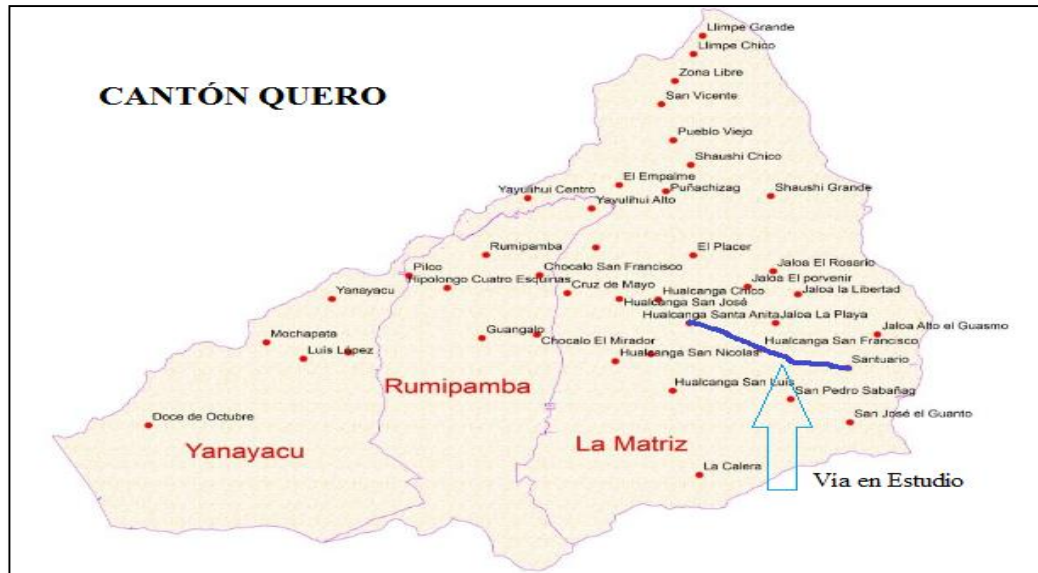 Llimpe Grande
Llimpe Chico
CANTÓN QUERO
Zona Libre
San Vicente
Pueblo Viejo
Shaushi Chico
El Empalme
Yayulihui Centro
Puñachizag
Shaushi Grande
Yayulihui Alto
Rumipamba
El Placer
Pilco
Chocalo San Francisco
Jaloa El Rosario
Hipolongo Cuatro Esquinas
Jaloa El porvenir
Yanayacu
Cruz de Mayo
Hualcanga Chico
Jaloa la Libertad
Hualcanga San José
Hualcanga Santa Anita
Jaloa La Playa
Mochapata
Guangalo
Chocalo El Mirador
Jaloa Alto el Guasmo
Hualcanga San Francisco
Luis López
Hualcanga San Nicolas
Santuario
Rumipamba
Hualcanga San Luis
San Pedro Sabañag
Doce de Octubre
San José el Guanto
Yanayacu
La Matriz
La Calera
Via en Estudio